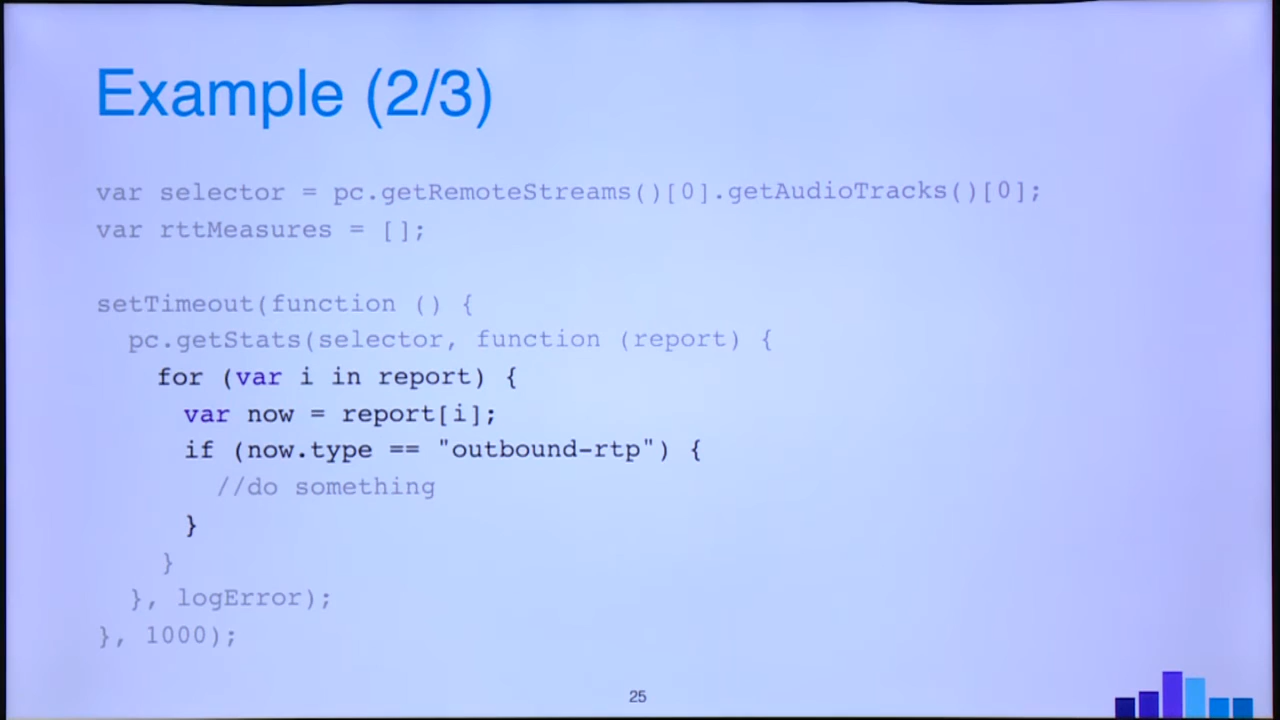 Example (2/3)
var selector = pc.getRemoteStreams()[0].getAudioTracks()[0];
var rttMeasures = [];
setTimeout(function () {
pc.getStats(selector, function (report) {
for (var i in report) {
var now = report[i];
if (now.type == "outbound-rtp") {
//do something
}
}
}, logError);
}, 1000);
25